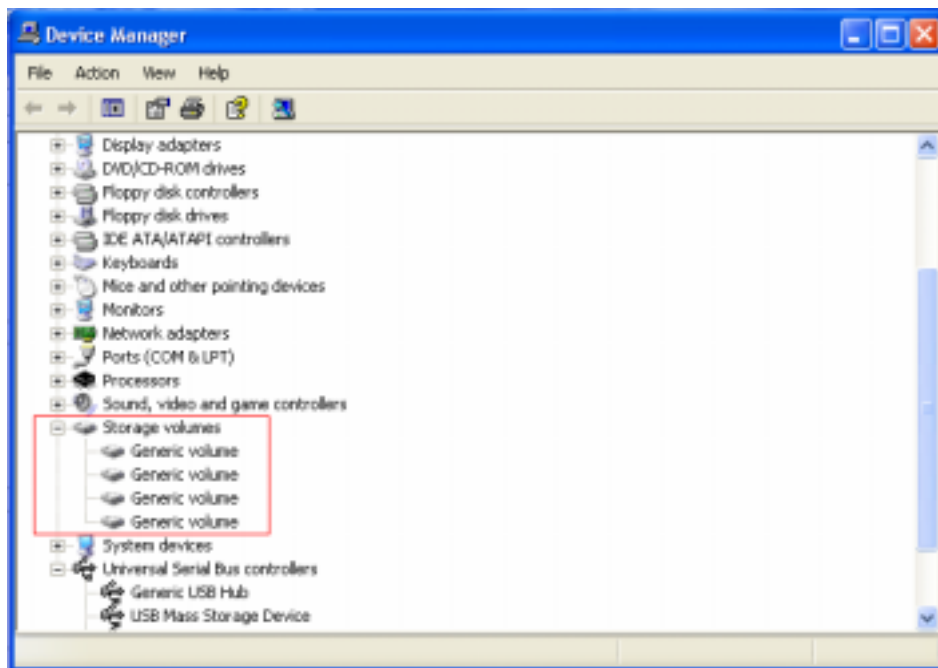 Device Manager
File Action View Help
Display adapters
DVD/CD-ROM drives
Floppy disk controllers
Floppy disk drives
IDE ATA/ATAPI controllers
Keyboards
Mice and other pointing devices
Monitors
Network adapters
Ports (COM & LPT)
Processors
Sound, video and game controllers
Storage volumes
Generic volume
Generic volume
Generic volume
Generic volume
System devices
Universal Serial Bus controllers
Generic USB Hub
USB Mass Storage Device